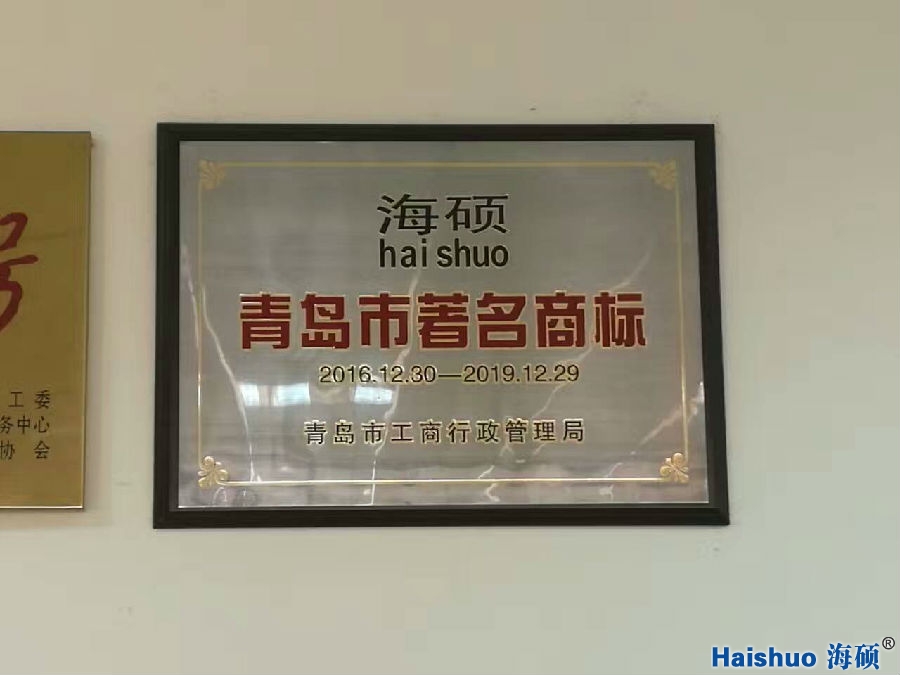 海硕
hai shuo
青岛市著名商标
2016.12.30—2019.12.29
青岛市工商行政管理局
号
工 委
务中心
协 会
Haishuo 海硕®